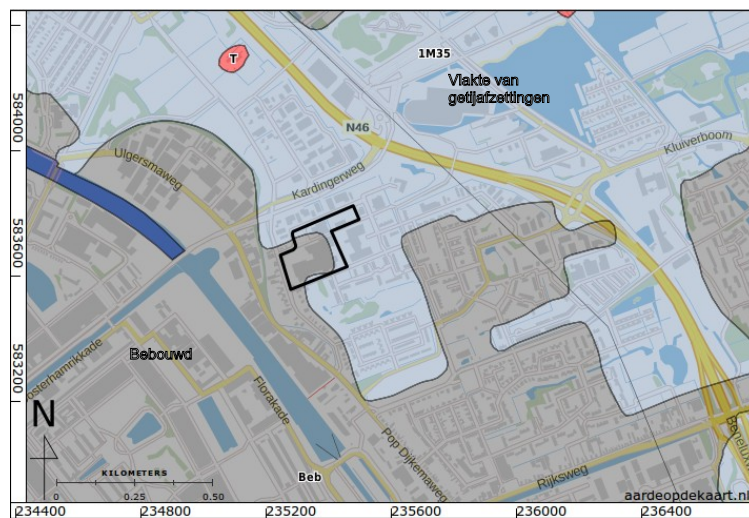 1M35
T
Vlakte van
getijafzettingen
584000
N46
Kluiverboom
Ulgersmaweg
Kardingerweg
583600
583200
Bebouwd
Oosterhamrikkade
Florakade
Pop Dijkemaweg
N
KILOMETERS
0 0.25 0.50
Beb
Rijksweg
aardeopdekaart.nl
234400 234800 235200 235600 236000 236400